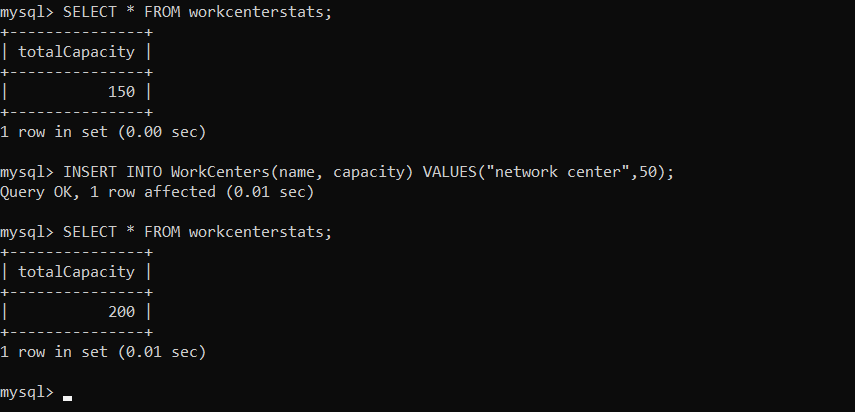 mysql> SELECT * FROM workcenterstats;
+---------------+
| totalCapacity |
+---------------+
|           150 |
+---------------+
1 row in set (0.00 sec)
mysql> INSERT INTO WorkCenters(name, capacity) VALUES("network center",50);
Query OK, 1 row affected (0.01 sec)
mysql> SELECT * FROM workcenterstats;
+---------------+
| totalCapacity |
+---------------+
|           200 |
+---------------+
1 row in set (0.01 sec)
mysql> _